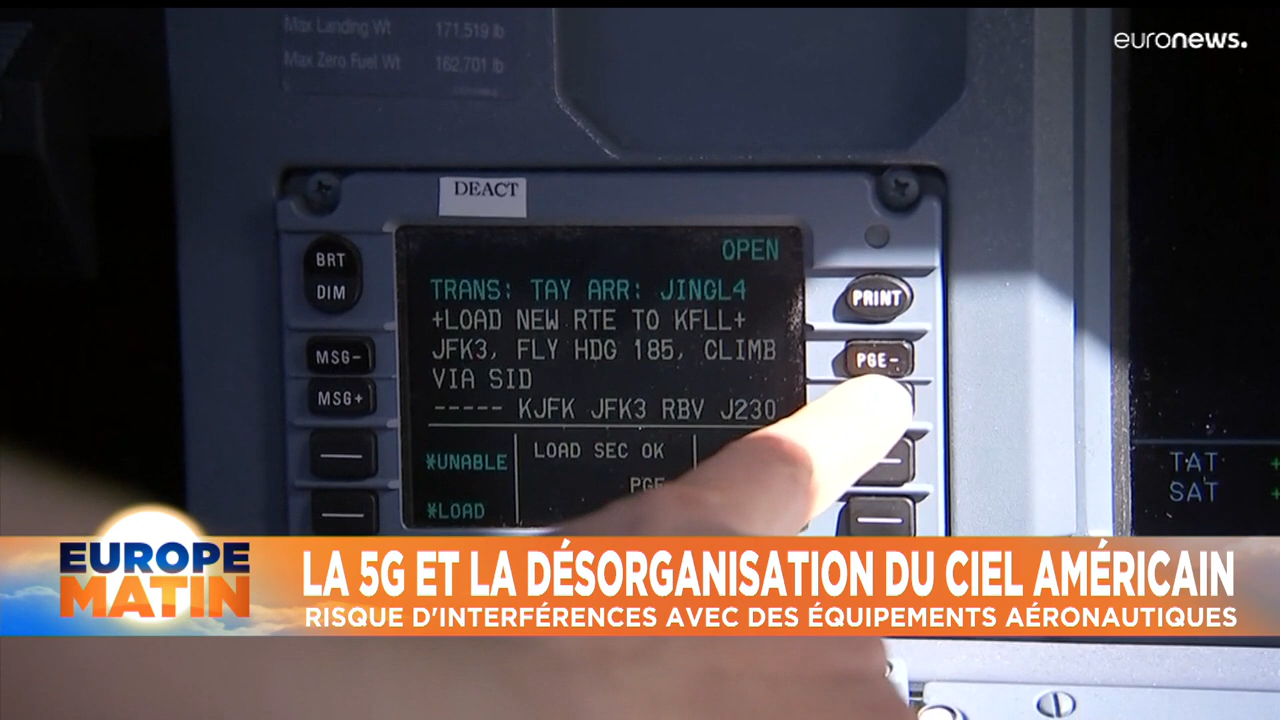 Max Landing Wt 171,519 lb
Max Zero Fuel Wt 162,701 lb
euronews.
DEACT
OPEN
BRT
DIM
TRANS: TAY ARR: JINGL4
+LOAD NEW RTE TO KFLL+
JFK3, FLY HDG 185, CLIMB
VIA SID
----- KJFK JFK3 RBV J230
PRINT
MSG-
PGE-
MSG+
LOAD SEC OK
*UNABLE
PGE
*LOAD
TAT
SAT
EUROPE
MATIN
LA 5G ET LA DÉSORGANISATION DU CIEL AMÉRICAIN
RISQUE D'INTERFÉRENCES AVEC DES ÉQUIPEMENTS AÉRONAUTIQUES